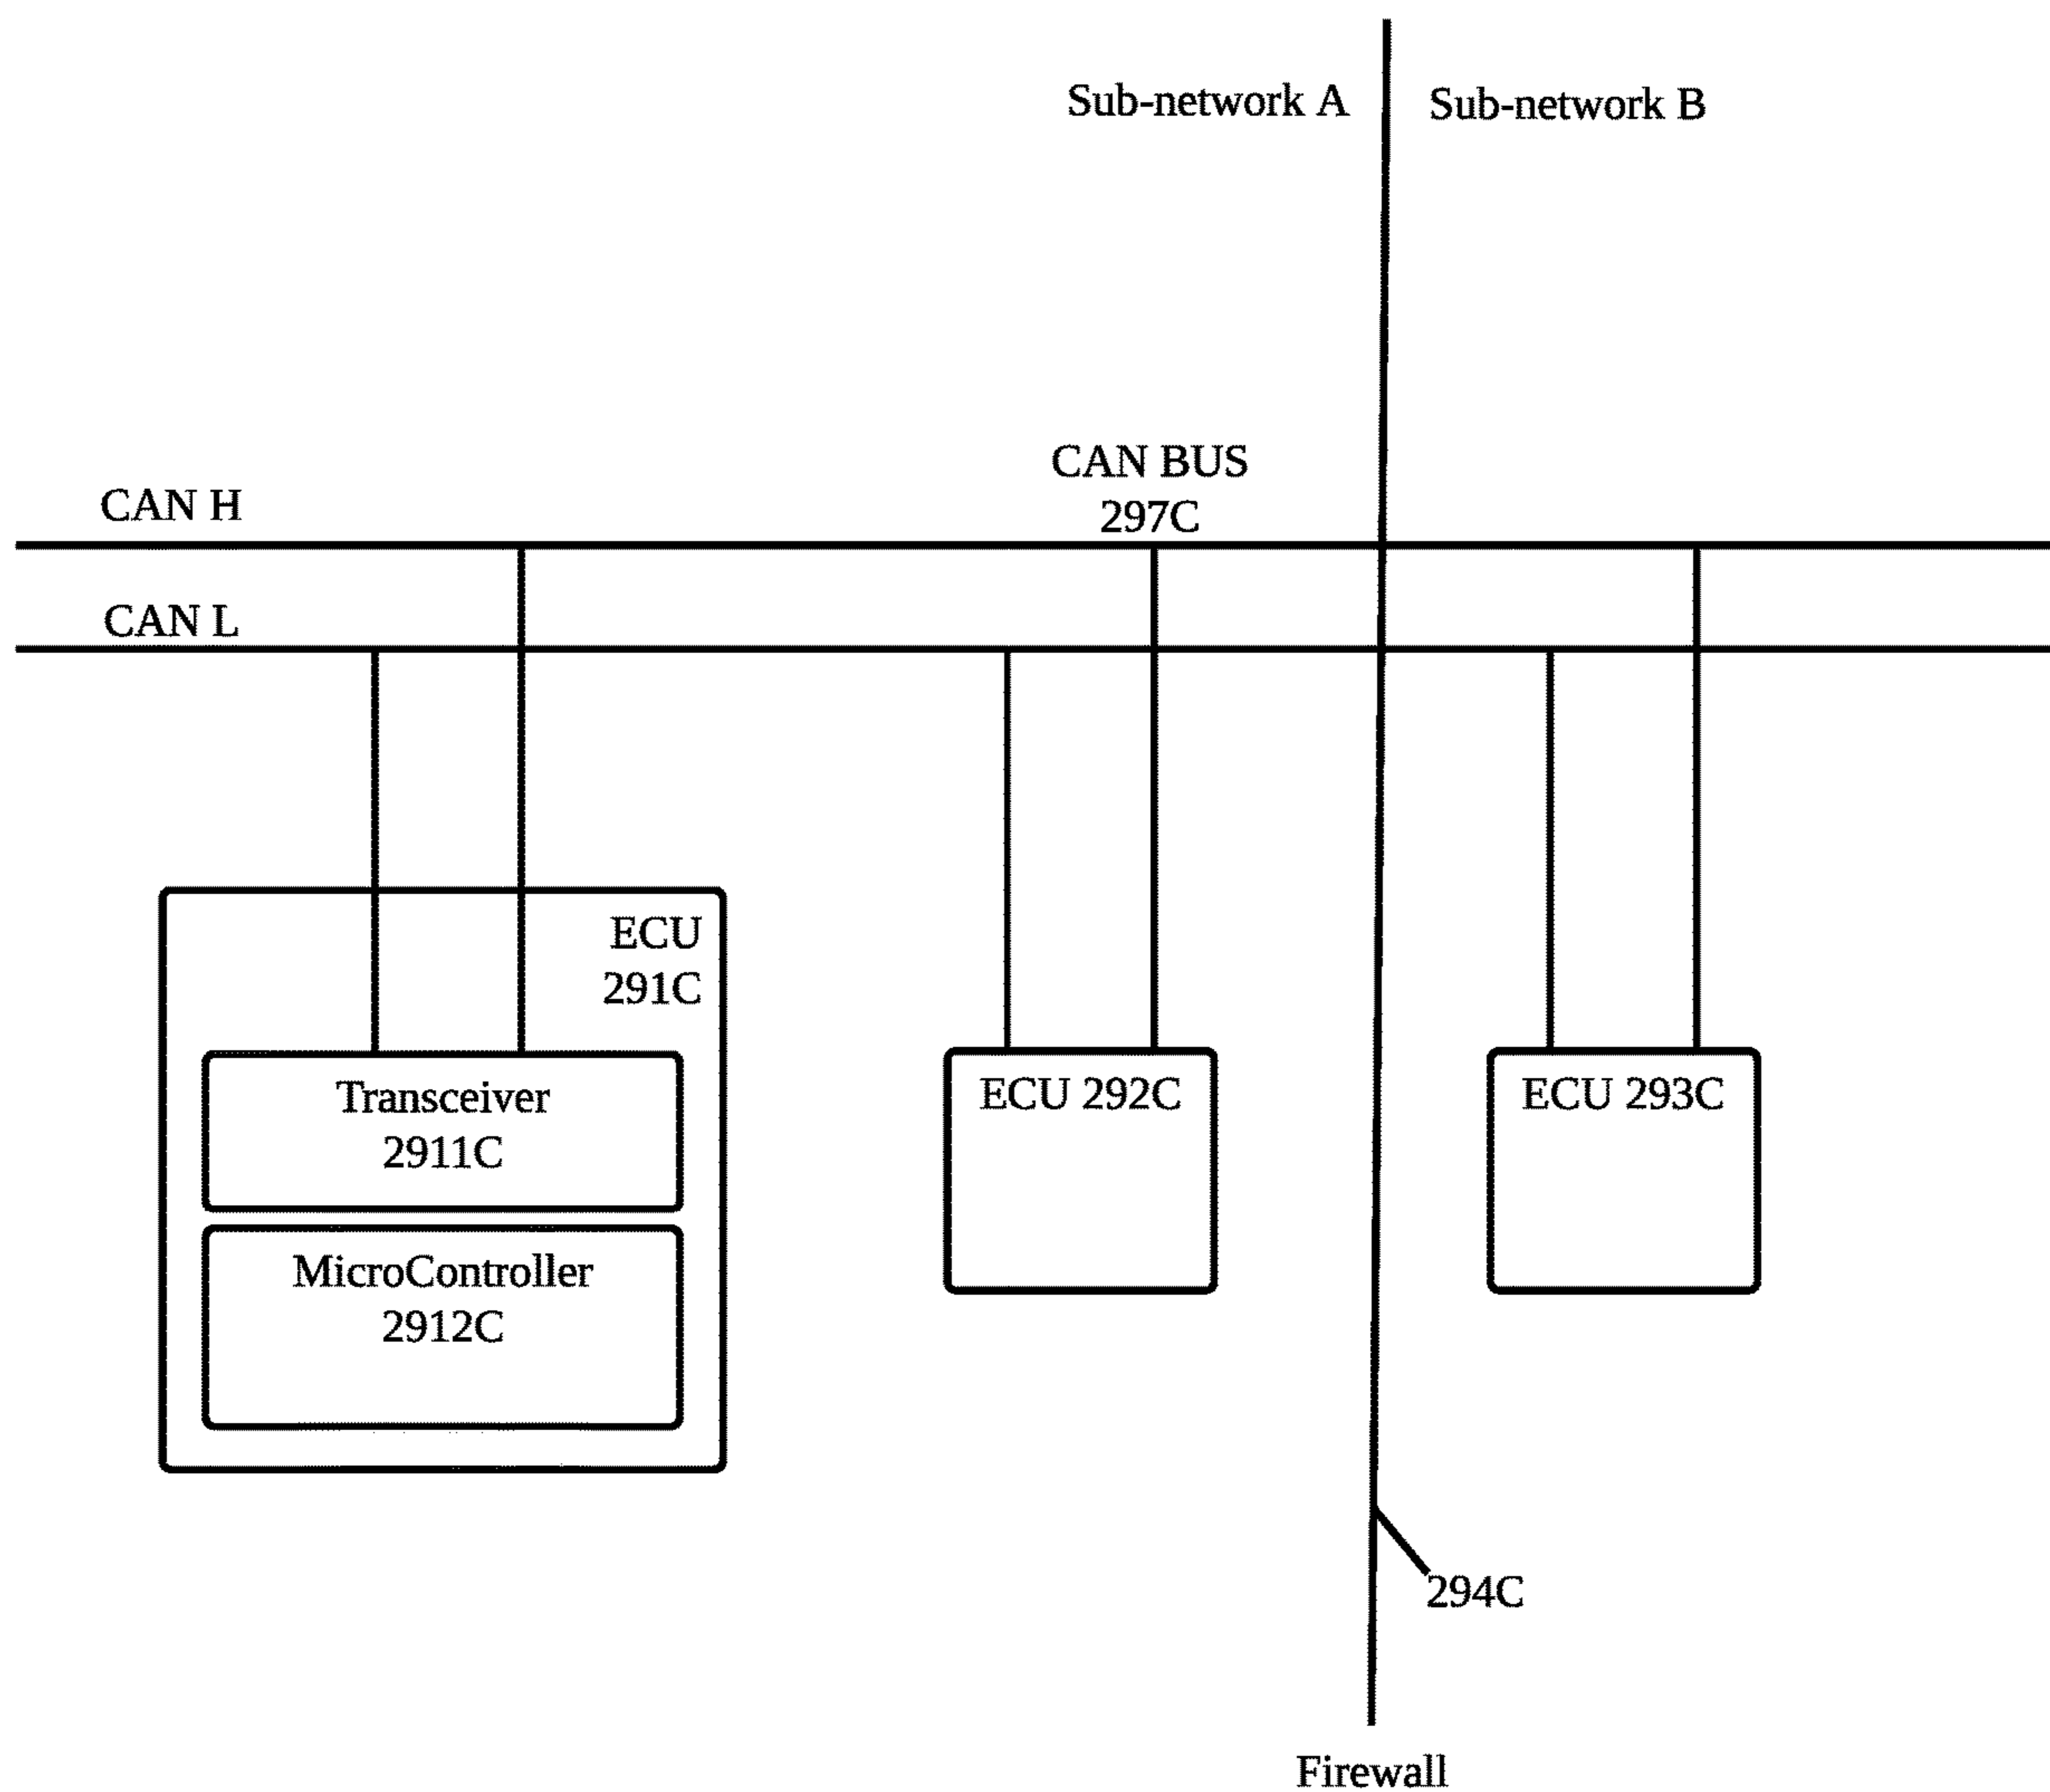 Sub-network A
Sub-network B
CAN BUS
297C
CAN H
CAN L
ECU
291C
Transceiver
2911C
MicroController
2912C
ECU 292C
ECU 293C
294C
Firewall